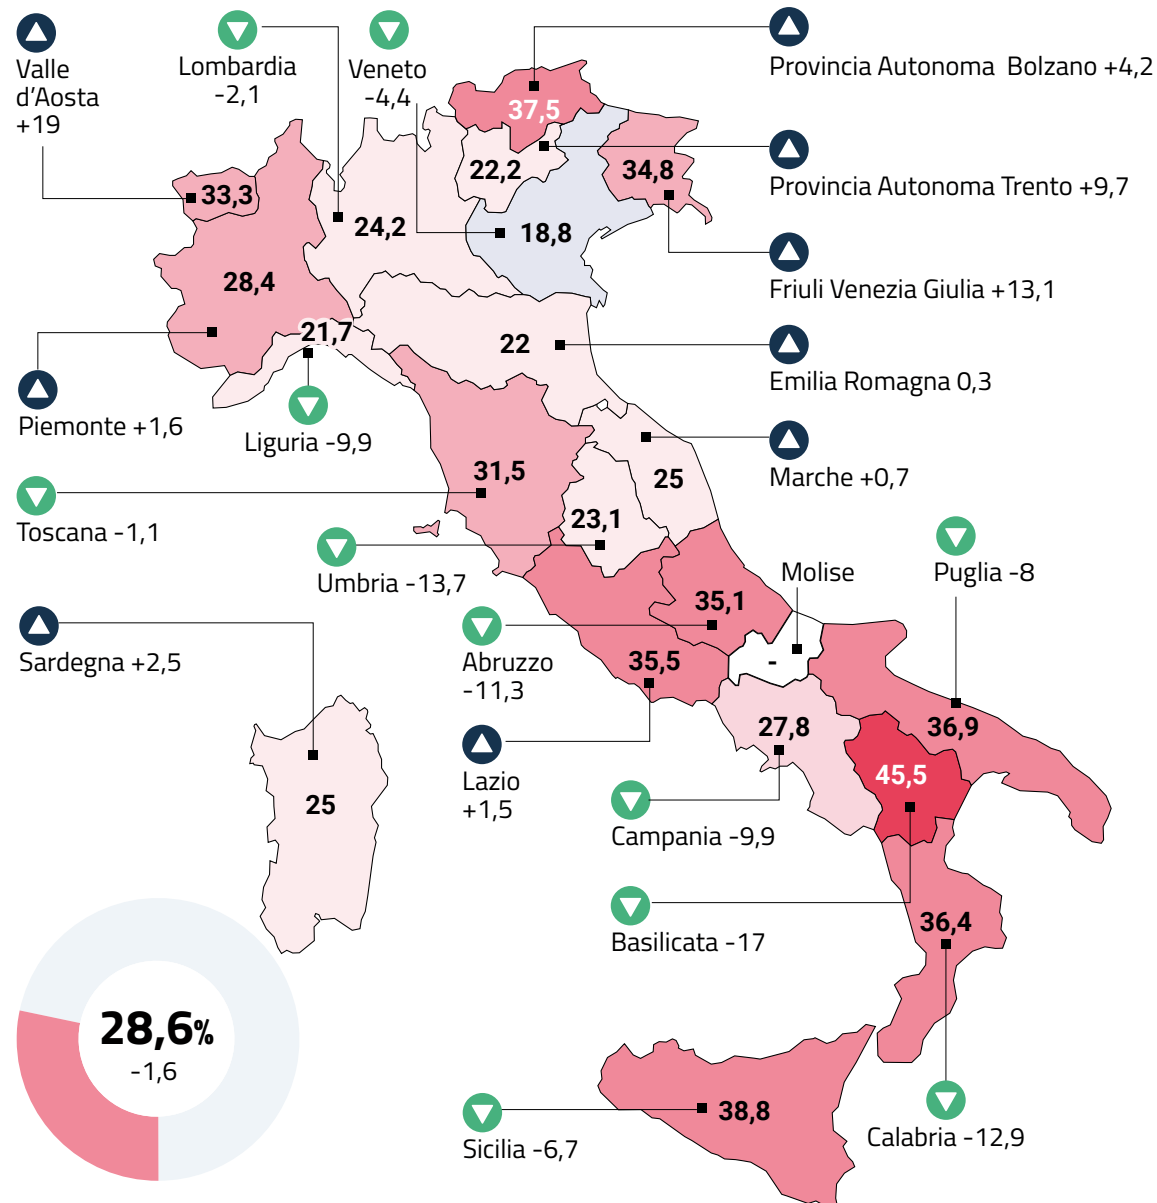 Valle
d'Aosta
+19
Lombardia
-2,1
Veneto
-4,4
Provincia Autonoma Bolzano +4,2
37,5
22,2
34,8
Provincia Autonoma Trento +9,7
33,3
24,2
18,8
28,4
Friuli Venezia Giulia +13,1
21,7
22
Emilia Romagna 0,3
Piemonte +1,6
Liguria -9,9
Marche +0,7
31,5
25
Toscana -1,1
23,1
Umbria -13,7
Molise
Puglia -8
35,1
Sardegna +2,5
Abruzzo
-11,3
35,5
-
27,8
36,9
45,5
Lazio
+1,5
25
Campania -9,9
Basilicata -17
36,4
28,6%
-1,6
38,8
Sicilia -6,7
Calabria -12,9